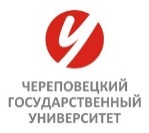 ЧЕРЕПОВЕЦКИЙ
ГОСУДАРСТВЕННЫЙ
УНИВЕРСИТЕТ